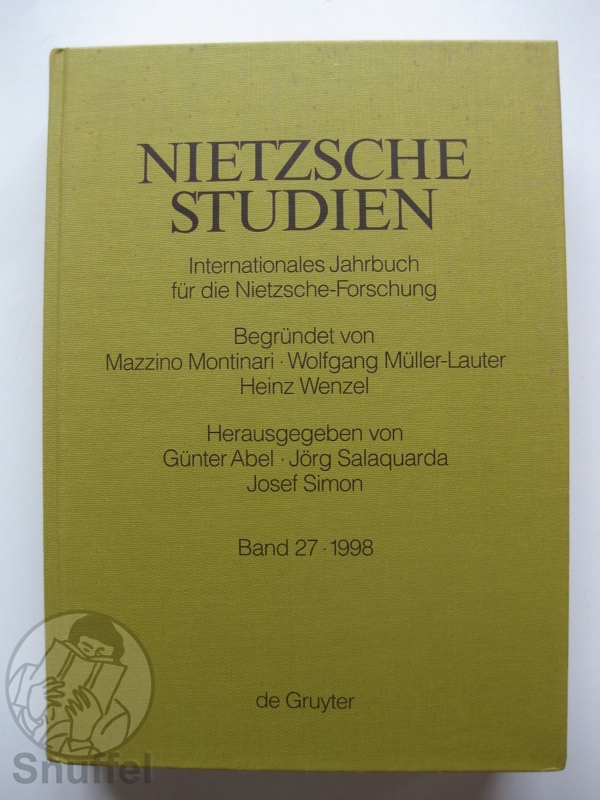 NIETZSCHE
STUDIEN
Internationales Jahrbuch
für die Nietzsche-Forschung
Begründet von
Mazzino Montinari · Wolfgang Müller-Lauter
Heinz Wenzel
Herausgegeben von
Günter Abel · Jörg Salaquarda
Josef Simon
Band 27 · 1998
de Gruyter
Snuffel